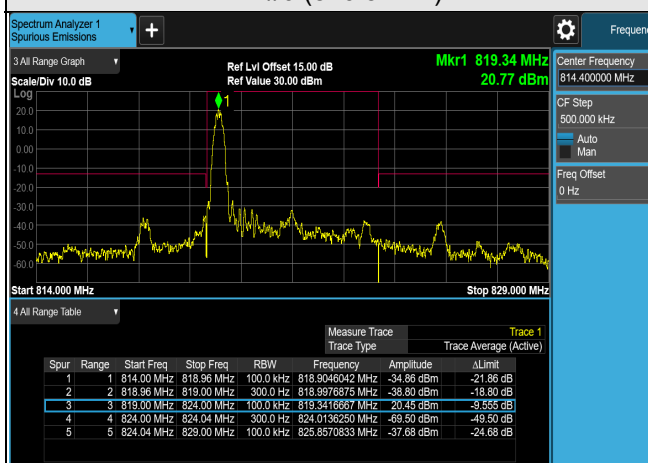 Spectrum Analyzer 1
Spurious Emissions
Frequen
3 All Range Graph
Ref Lvl Offset 15.00 dB
Mkr1 819.34 MHz
Scale/Div 10.0 dB
Ref Value 30.00 dBm
20.77 dBm
Log
1
20.0
10.0
0.00
-10.0
-20.0
-30.0
-40.0
-50.0
-60.0
Start 814.000 MHz
Stop 829.000 MHz
Center Frequency
814.400000 MHz
CF Step
500.000 kHz
Auto
Man
Freq Offset
0 Hz
4 All Range Table
Measure Trace Trace 1
Trace Type Trace Average (Active)
Spur Range Start Freq Stop Freq RBW Frequency Amplitude ΔLimit
1 1 814.00 MHz 818.96 MHz 100.0 kHz 818.9046042 MHz -34.86 dBm -21.86 dB
2 2 818.96 MHz 819.00 MHz 300.0 Hz 818.9976875 MHz -38.80 dBm -18.80 dB
3 3 819.00 MHz 824.00 MHz 100.0 kHz 819.3416667 MHz 20.45 dBm -9.555 dB
4 4 824.00 MHz 824.04 MHz 300.0 Hz 824.0136250 MHz -69.50 dBm -49.50 dB
5 5 824.04 MHz 829.00 MHz 100.0 kHz 825.8570833 MHz -37.68 dBm -24.68 dB